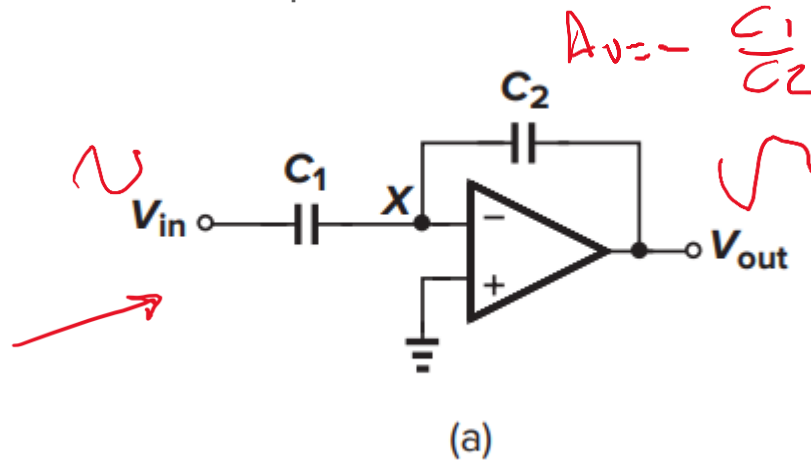 Av = - C1/C2
C2
C1
X
Vin
−
+
Vout
(a)